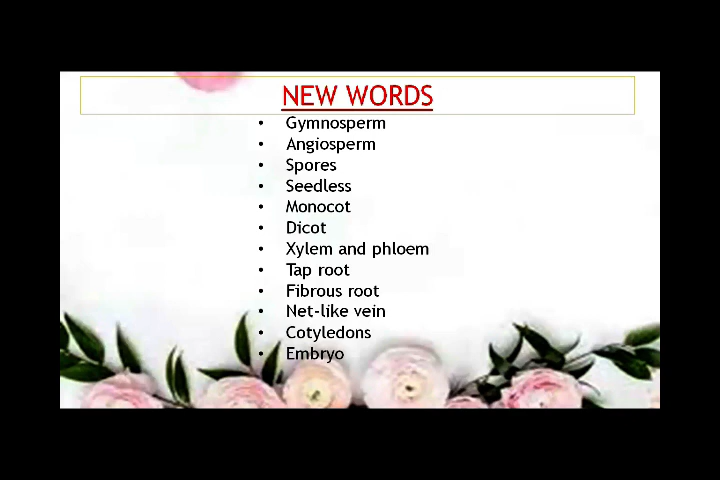 NEW WORDS
• Gymnosperm
• Angiosperm
• Spores
• Seedless
• Monocot
• Dicot
• Xylem and phloem
• Tap root
• Fibrous root
• Net-like vein
• Cotyledons
• Embryo